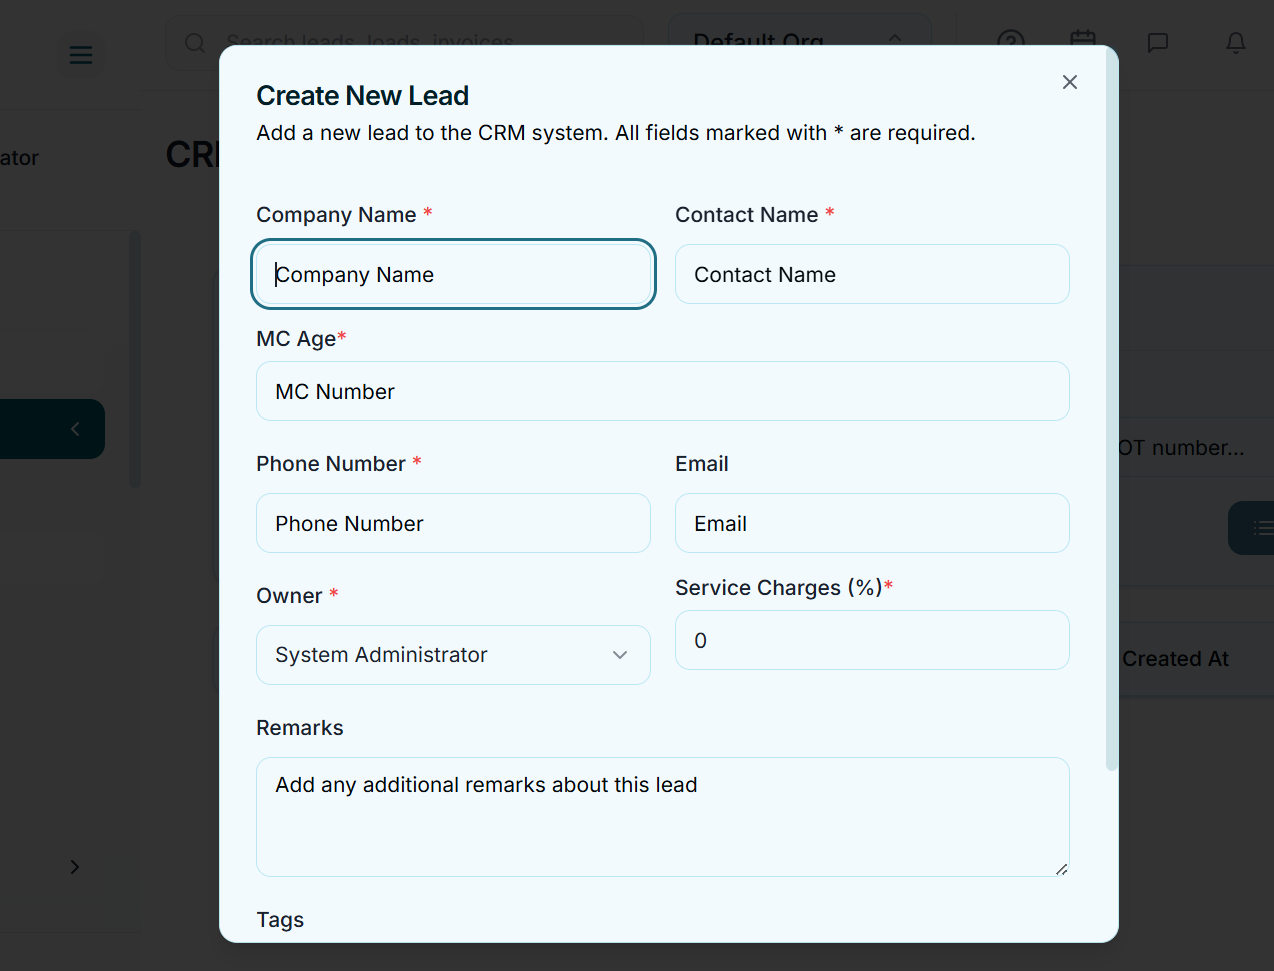 Search leads, loads, invoices...
Default Org
ator
CR
Create New Lead
Add a new lead to the CRM system. All fields marked with * are required.
Company Name * Contact Name *
Company Name Contact Name
MC Age*
MC Number
Phone Number * Email
Phone Number Email
Owner * Service Charges (%)*
System Administrator 0
Remarks
Add any additional remarks about this lead
Tags
OT number...
Created At